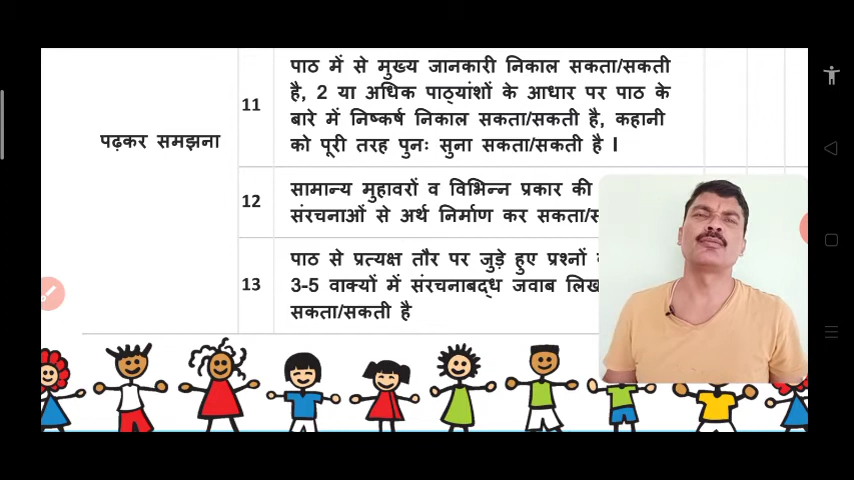 पाठ में से मुख्य जानकारी निकाल सकता/सकती
11 है, 2 या अधिक पाठ्यांशों के आधार पर पाठ के
बारे में निष्कर्ष निकाल सकता/सकती है, कहानी
पढ़कर समझना
को पूरी तरह पुनः सुना सकता/सकती है I
12 सामान्य मुहावरों व विभिन्न प्रकार की
संरचनाओं से अर्थ निर्माण कर सकता/स
पाठ से प्रत्यक्ष तौर पर जुड़े हुए प्रश्नों
13 3-5 वाक्यों में संरचनाबद्ध जवाब लिख
सकता/सकती है